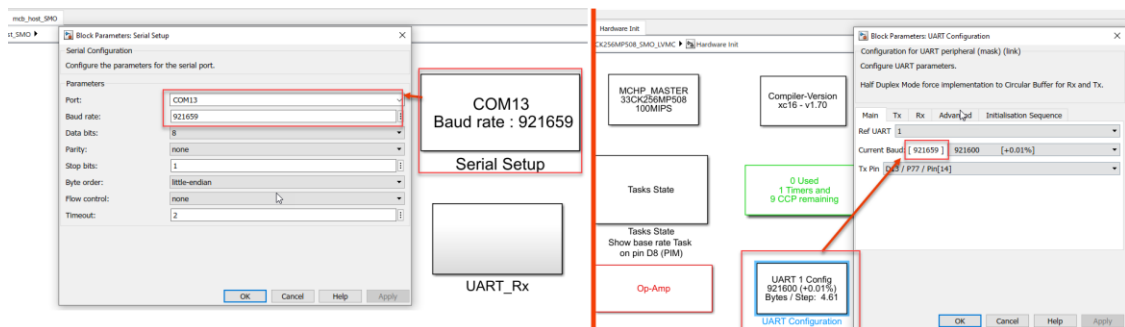 mcb_host_SMO
st_SMO
Block Parameters: Serial Setup
Serial Configuration
Configure the parameters for the serial port.
Parameters
Port: COM13
Baud rate: 921659
Data bits: 8
Parity: none
Stop bits: 1
Byte order: little-endian
Flow control: none
Timeout: 2
OK Cancel Help Apply
COM13
Baud rate : 921659
Serial Setup
UART_Rx
Hardware Init
CK256MP508_SMO_LVMC Hardware Init
MCHP_MASTER
33CK256MP508
100MIPS
Compiler-Version
xc16 - v1.70
Tasks State
Tasks State
Show base rate Task
on pin D8 (PIM)
0 Used
1 Timers and
9 CCP remaining
Op-Amp
UART 1 Config
921600 (+0.01%)
Bytes / Step: 4.61
UART Configuration
Block Parameters: UART Configuration
Configuration for UART peripheral (mask) (link)
Configure UART parameters.
Half Duplex Mode force implementation to Circular Buffer for Rx and Tx.
Main Tx Rx Advanced Initialisation Sequence
Ref UART 1
Current Baud: [ 921659 ] 921600 [+0.01%]
Tx Pin D13 / P77 / Pin[14]
OK Cancel Help Apply